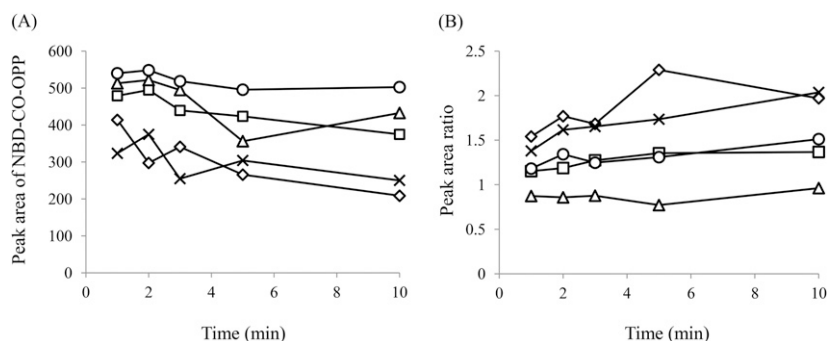 (A)
Peak area of NBD-CO-OPP
600
500
400
300
200
100
0
0 2 4 6 8 10
Time (min)
(B)
Peak area ratio
2.5
2
1.5
1
0.5
0
0 2 4 6 8 10
Time (min)